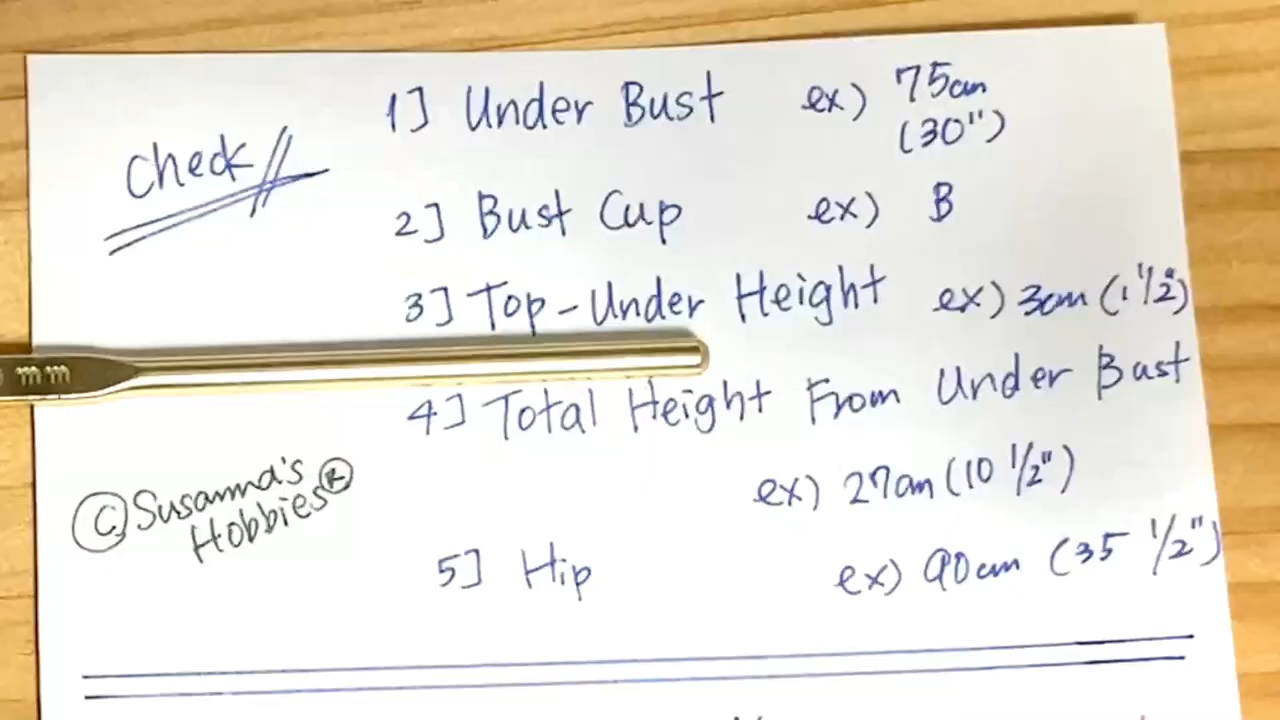 Check
1] Under Bust ex) 75cm
(30")
2] Bust Cup ex) B
3] Top-Under Height ex) 3cm (1 1/2")
mm
4] Total Height From Under Bust
ex) 27cm (10 1/2")
© Susanna's
Hobbies ®
5] Hip ex) 90cm (35 1/2")